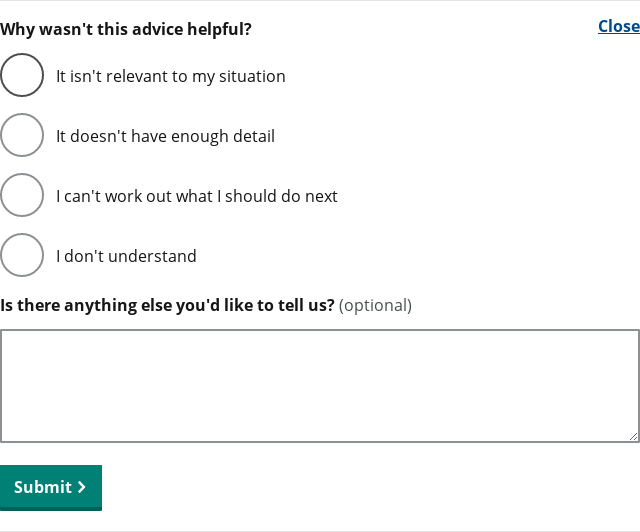 Why wasn't this advice helpful?
Close
It isn't relevant to my situation
It doesn't have enough detail
I can't work out what I should do next
I don't understand
Is there anything else you'd like to tell us? (optional)
Submit